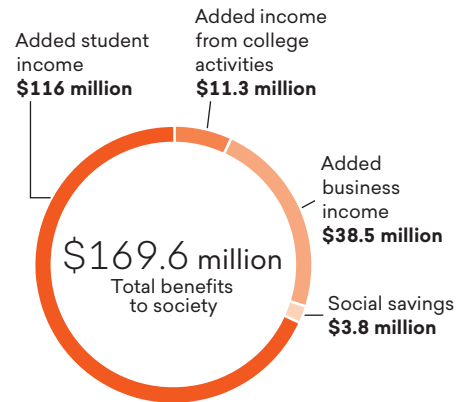 Added student
income
$116 million
Added income
from college
activities
$11.3 million
Added
business
income
$38.5 million
Social savings
$3.8 million
$169.6 million
Total benefits
to society